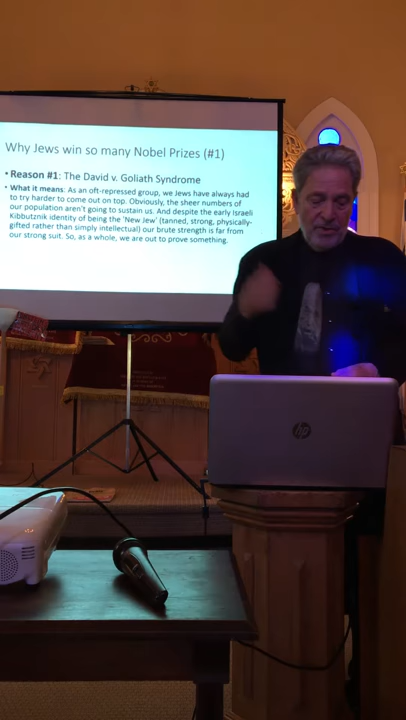 Why Jews win so many Nobel Prizes (#1)
• Reason #1: The David v. Goliath Syndrome
• What it means: As an oft-repressed group, we Jews have always had
to try harder to come out on top. Obviously, the sheer numbers of
our population aren't going to sustain us. And despite the early Israeli
Kibbutznik identity of being the 'New Jew' (tanned, strong, physically-
gifted rather than simply intellectual) our brute strength is far from
our strong suit. So, as a whole, we are out to prove something.
hp